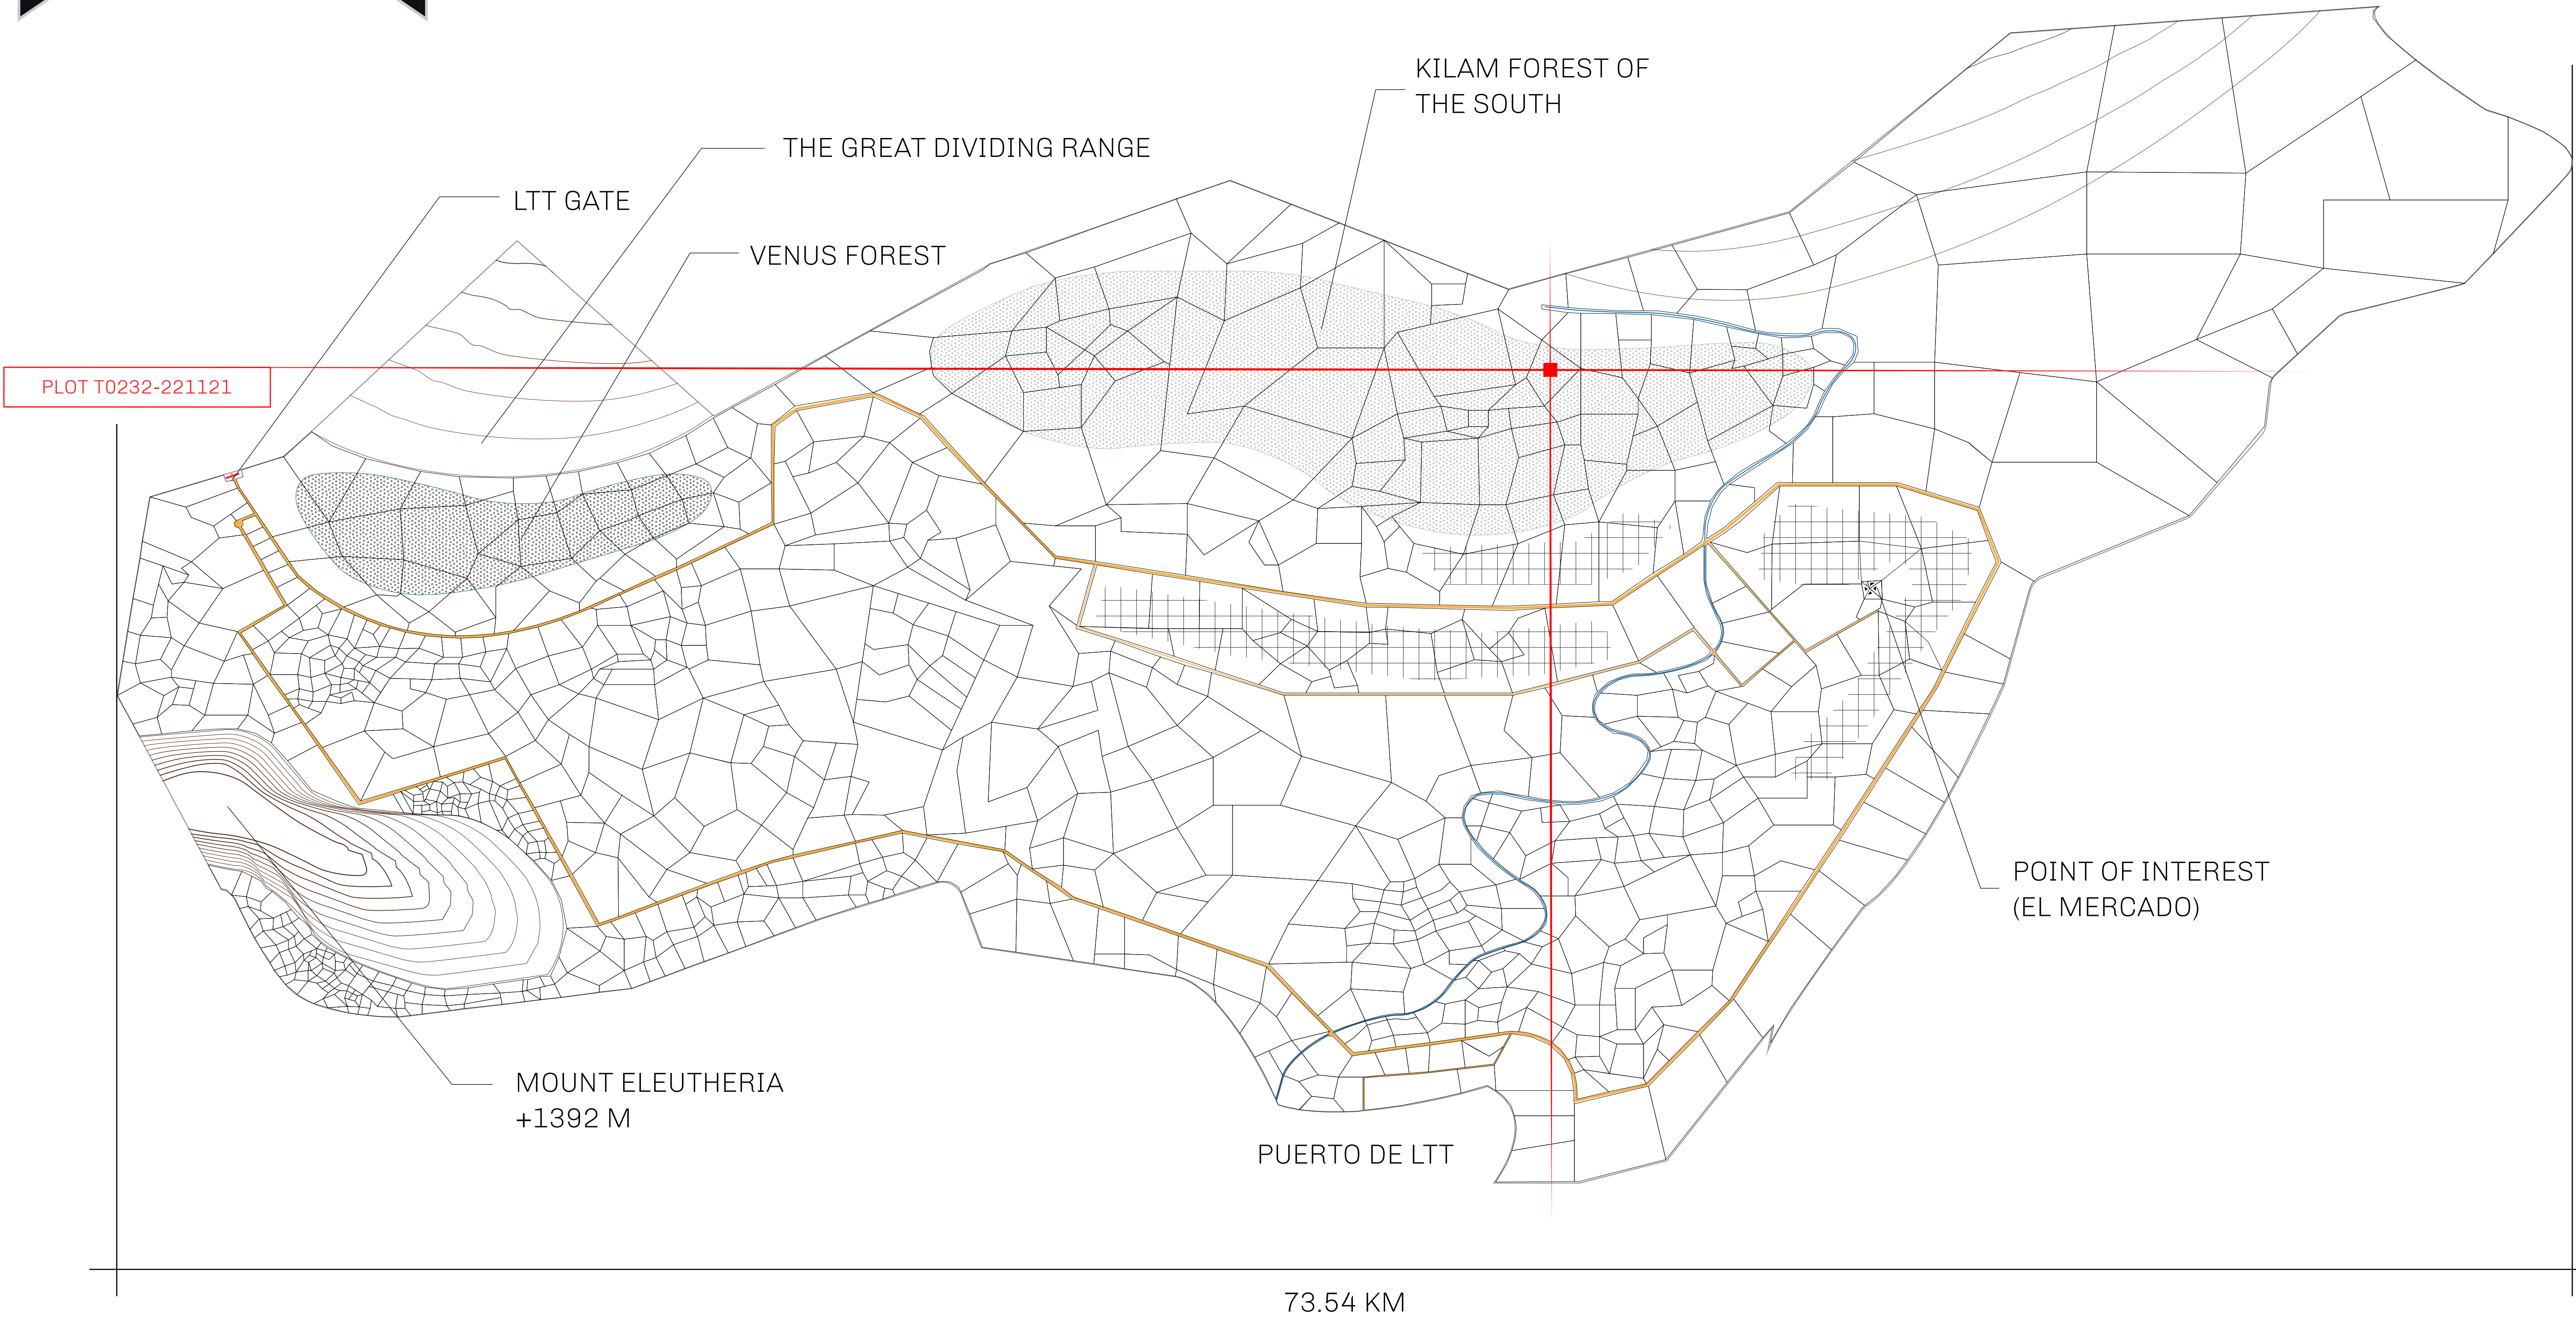 KILAM FOREST OF
THE SOUTH
THE GREAT DIVIDING RANGE
LTT GATE
VENUS FOREST
PLOT T0232-221121
POINT OF INTEREST
(EL MERCADO)
MOUNT ELEUTHERIA
+1392 M
PUERTO DE LTT
73.54 KM